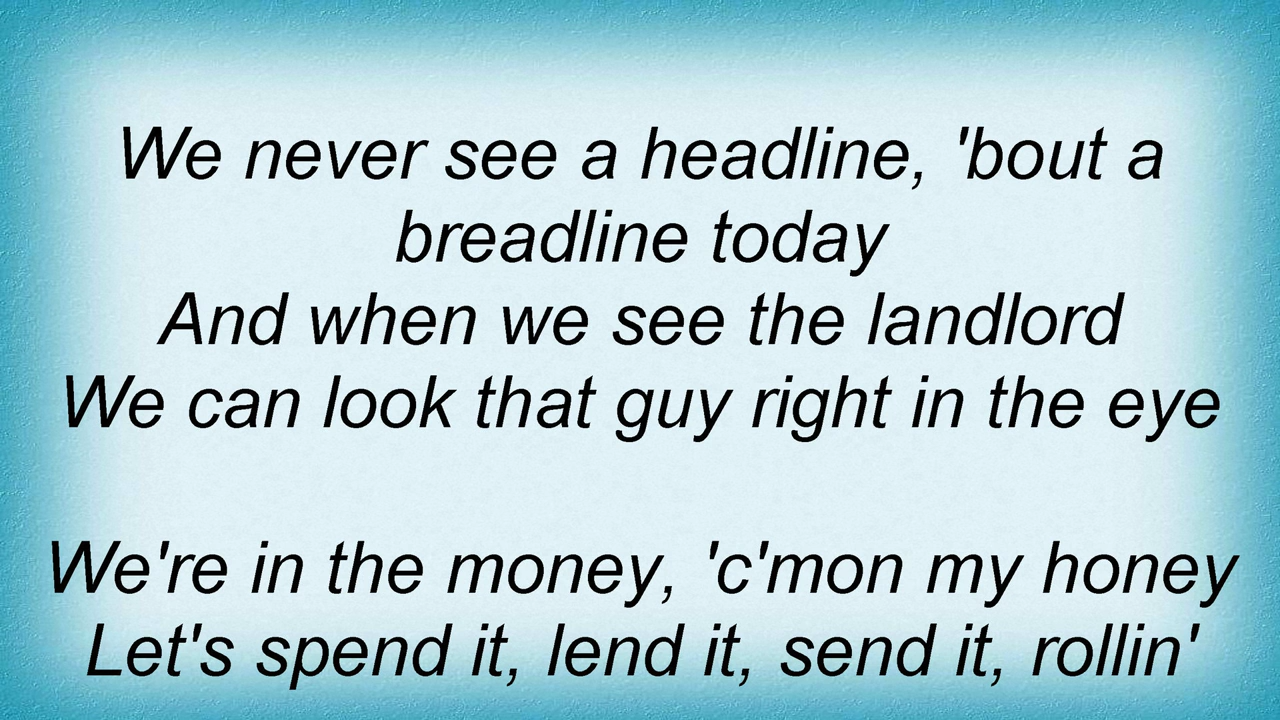 We never see a headline, 'bout a
breadline today
And when we see the landlord
We can look that guy right in the eye
We're in the money, 'c'mon my honey
Let's spend it, lend it, send it, rollin'